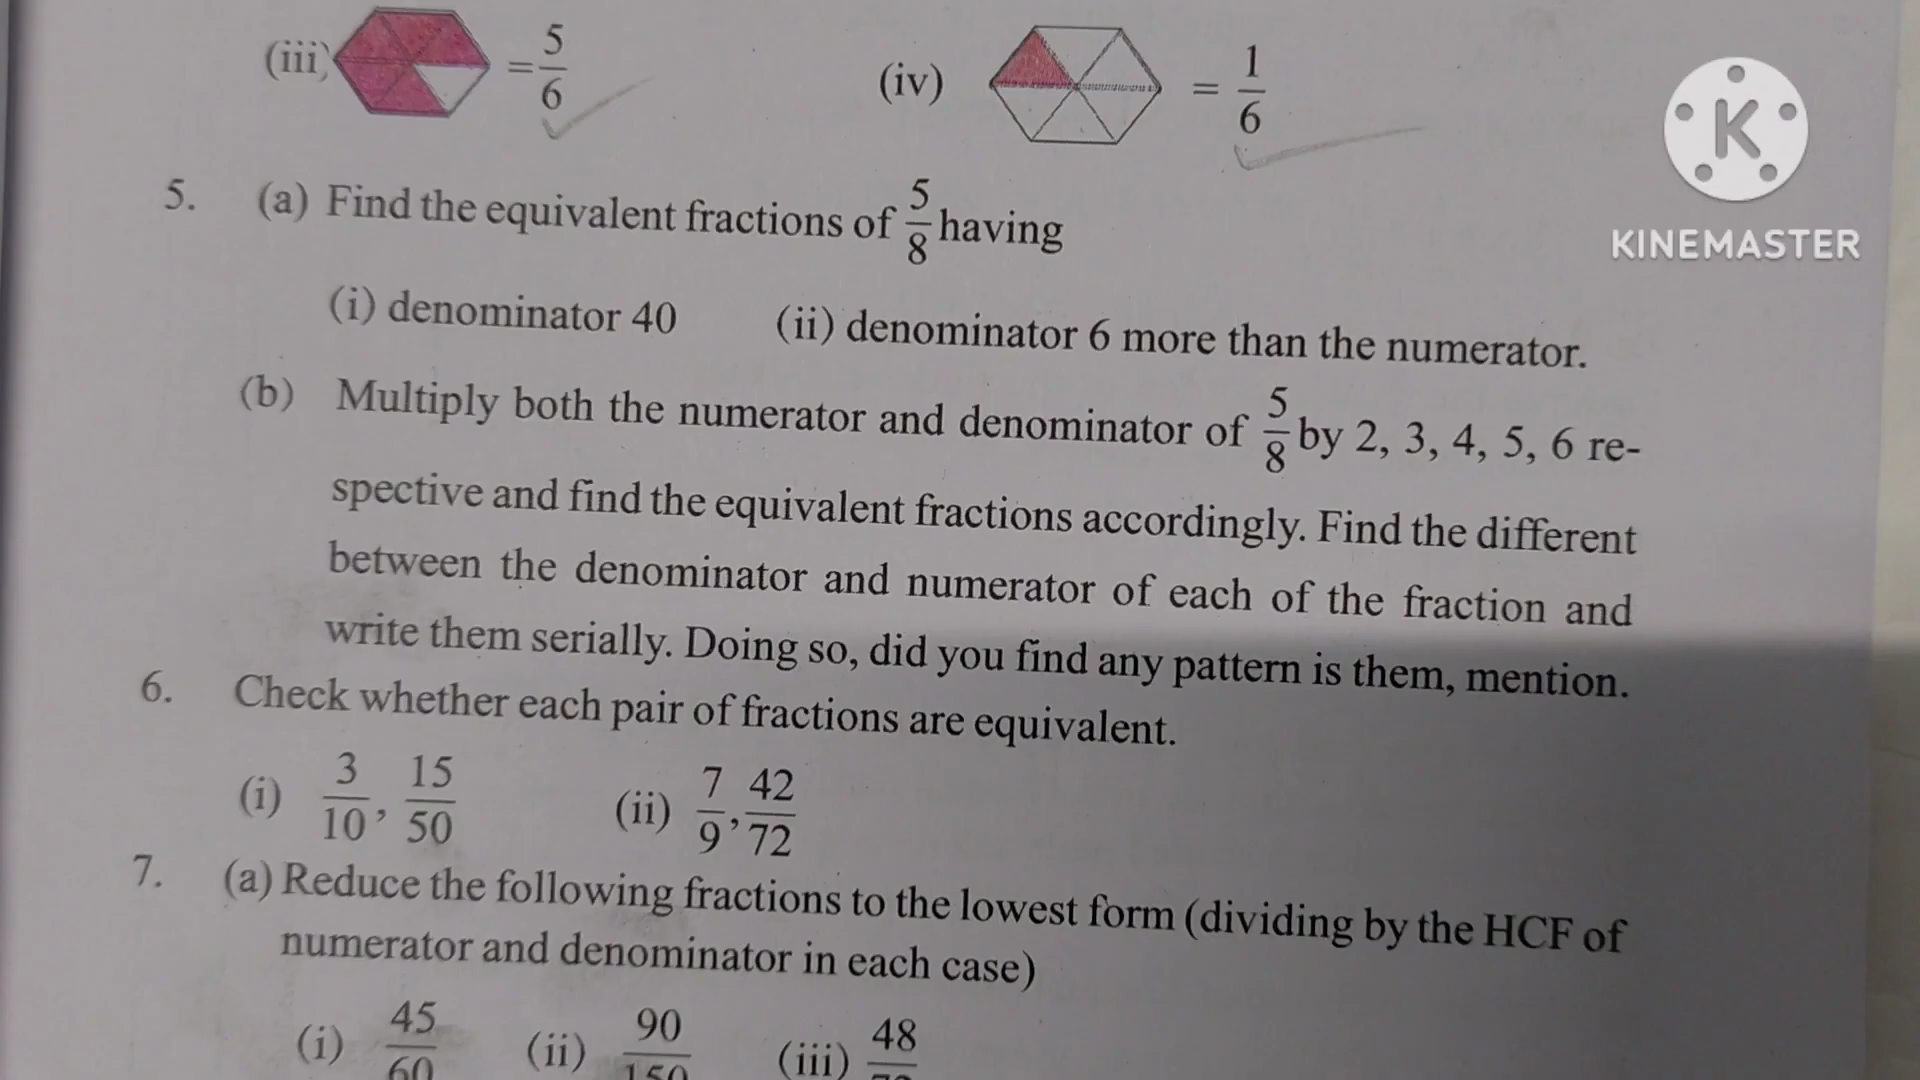 (iii) = 5/6 (iv) = 1/6
KINEMASTER
5. (a) Find the equivalent fractions of 5/8 having
(i) denominator 40 (ii) denominator 6 more than the numerator.
(b) Multiply both the numerator and denominator of 5/8 by 2, 3, 4, 5, 6 re-
spective and find the equivalent fractions accordingly. Find the different
between the denominator and numerator of each of the fraction and
write them serially. Doing so, did you find any pattern is them, mention.
6. Check whether each pair of fractions are equivalent.
(i) 3/10, 15/50 (ii) 7/9, 42/72
7. (a) Reduce the following fractions to the lowest form (dividing by the HCF of
numerator and denominator in each case)
(i) 45/60 (ii) 90/150 (iii) 48